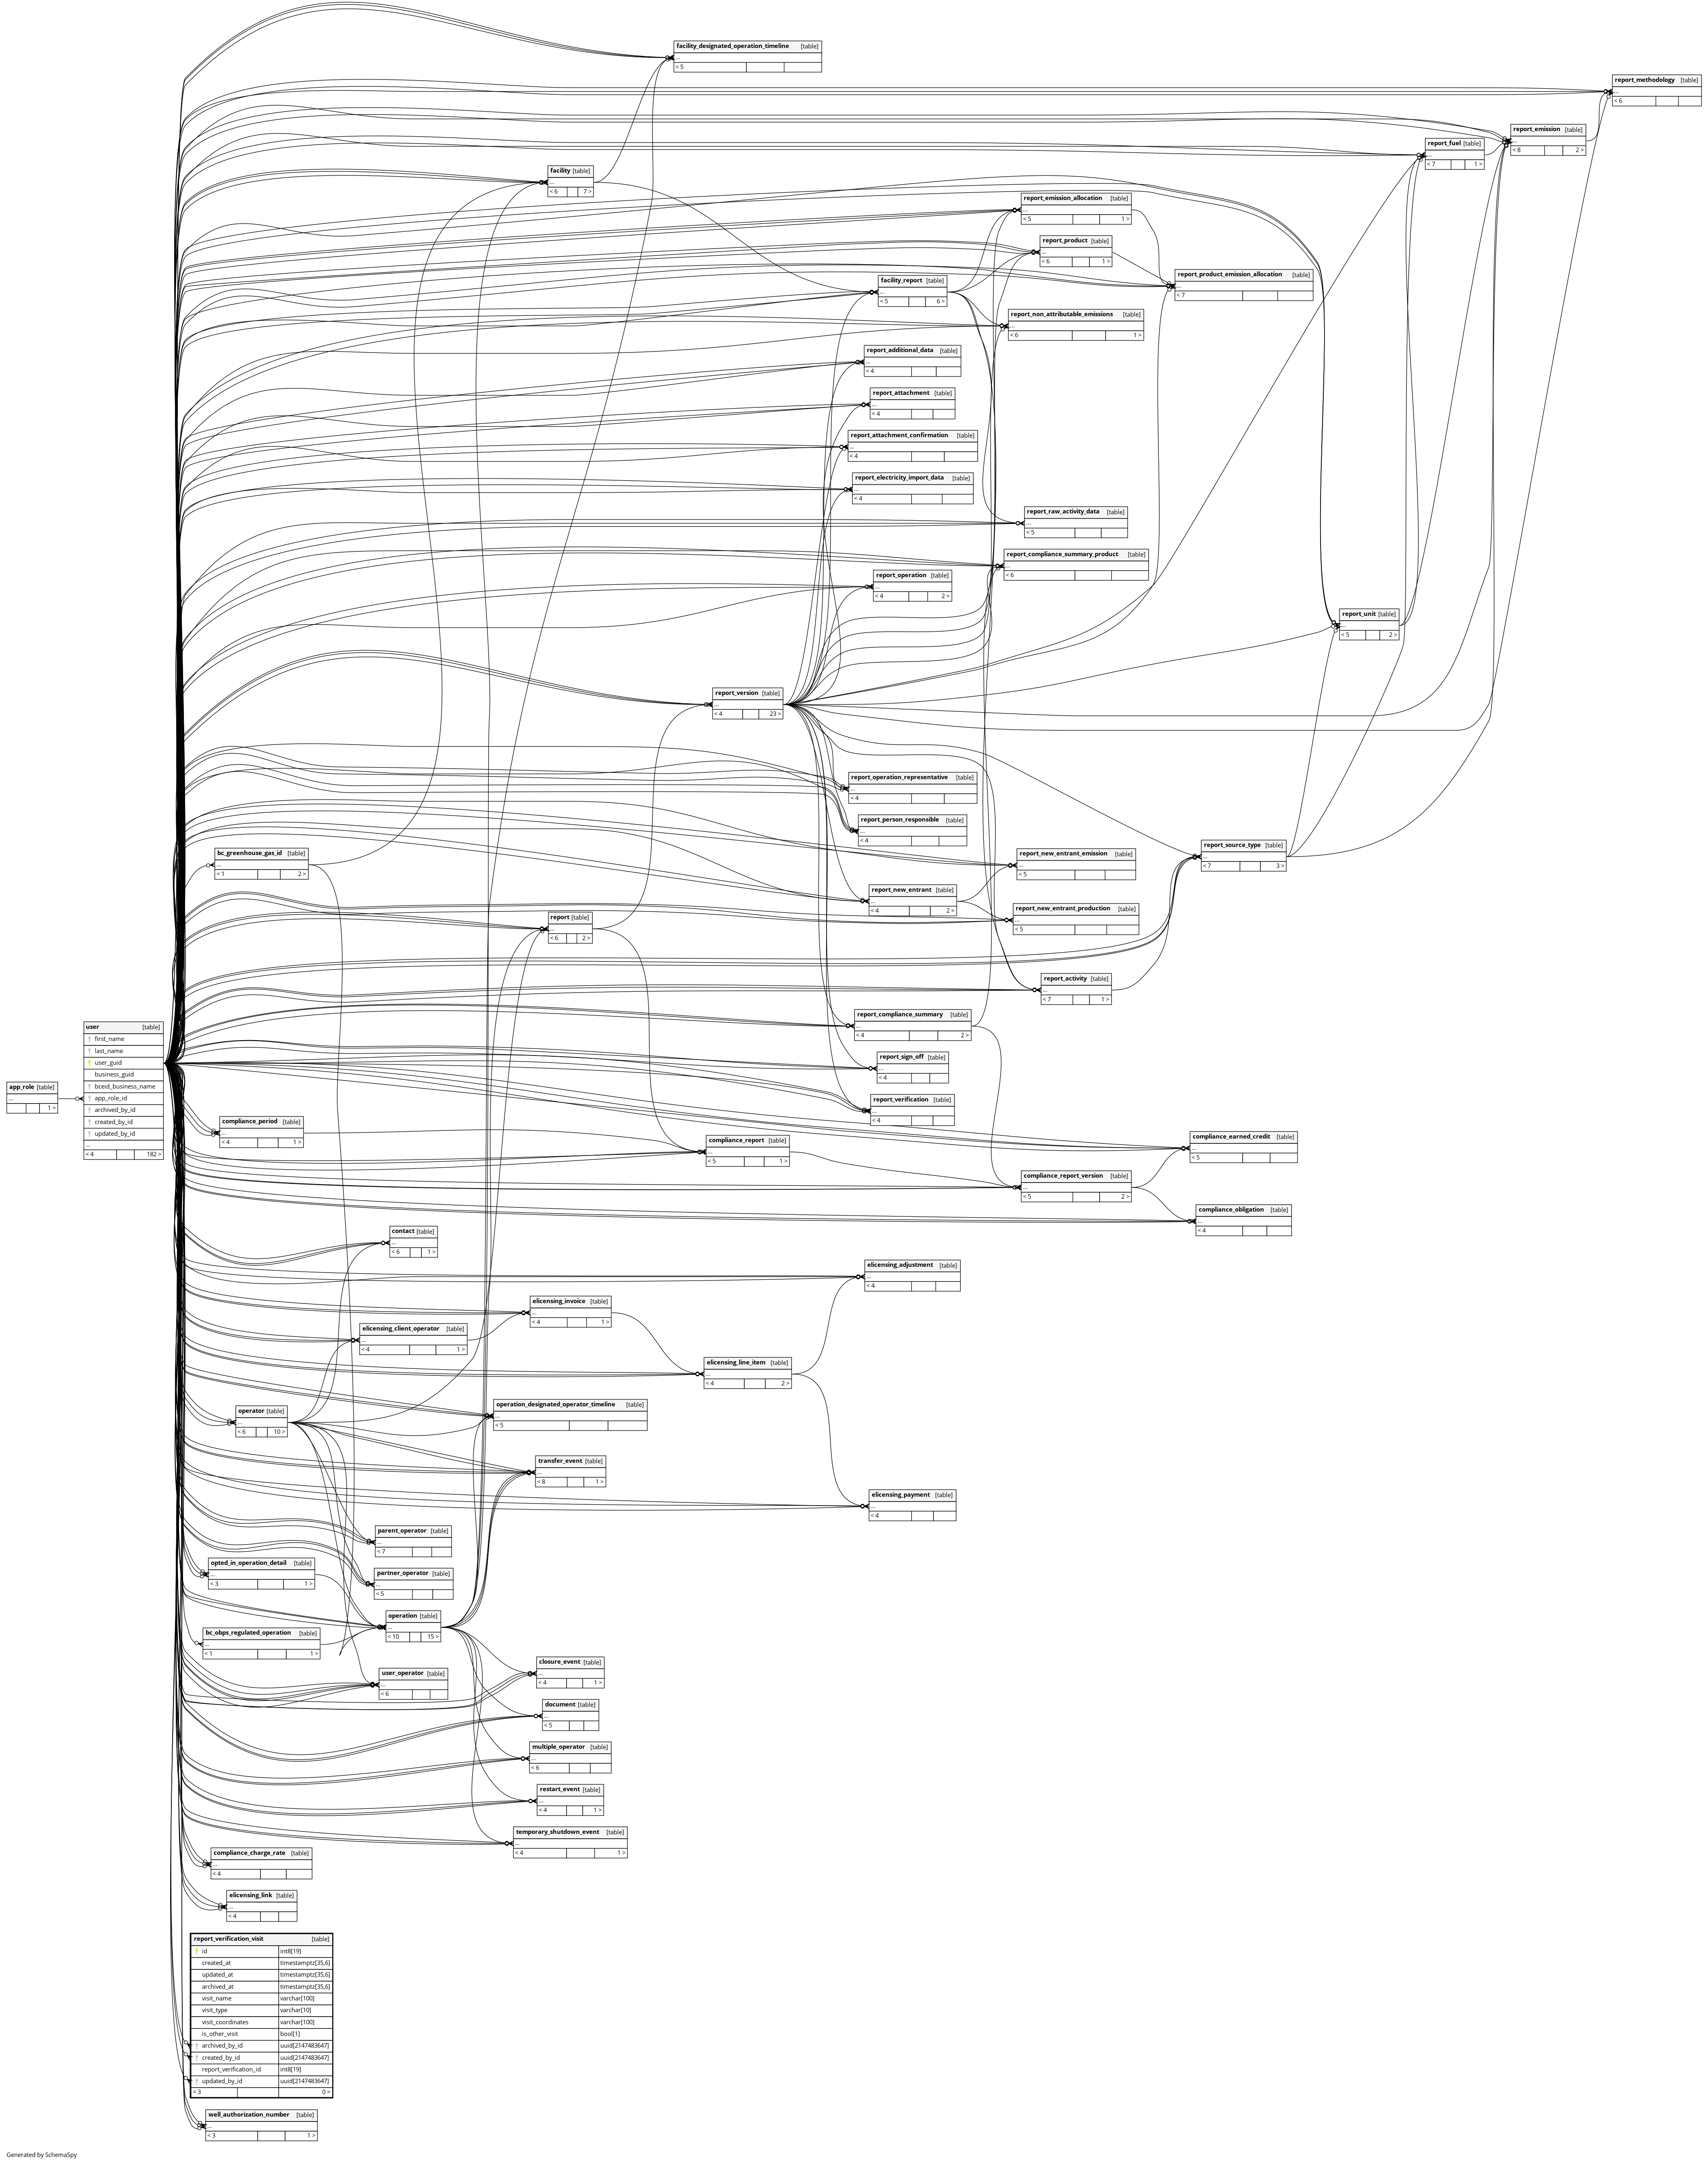 facility_designated_operation_timeline [table]
...
< 5
report_methodology [table]
...
< 6
report_emission [table]
...
< 8 2 >
report_fuel [table]
...
< 7 1 >
facility [table]
...
< 6 7 >
report_emission_allocation [table]
...
< 5 1 >
report_product [table]
...
< 6 1 >
report_product_emission_allocation [table]
...
< 7
facility_report [table]
...
< 5 6 >
report_non_attributable_emissions [table]
...
< 6 1 >
report_additional_data [table]
...
< 4
report_attachment [table]
...
< 4
report_attachment_confirmation [table]
...
< 4
report_electricity_import_data [table]
...
< 4
report_raw_activity_data [table]
...
< 5
report_compliance_summary_product [table]
...
< 6
report_operation [table]
...
< 4 2 >
report_unit [table]
...
< 5 2 >
report_version [table]
...
< 4 23 >
report_operation_representative [table]
...
< 4
report_person_responsible [table]
...
< 4
report_source_type [table]
...
< 7 3 >
bc_greenhouse_gas_id [table]
...
< 1 2 >
report_new_entrant_emission [table]
...
< 5
report_new_entrant [table]
...
< 4 2 >
report_new_entrant_production [table]
...
< 5
report [table]
...
< 6 2 >
report_activity [table]
...
< 7 1 >
report_compliance_summary [table]
...
< 4 2 >
user [table]
first_name
last_name
user_guid
business_guid
bceid_business_name
app_role_id
archived_by_id
created_by_id
updated_by_id
...
< 4 182 >
app_role [table]
...
1 >
report_sign_off [table]
...
< 4
report_verification [table]
...
< 4
compliance_period [table]
...
< 4 1 >
compliance_report [table]
...
< 5 1 >
compliance_earned_credit [table]
...
< 5
compliance_report_version [table]
...
< 5 2 >
compliance_obligation [table]
...
< 4
contact [table]
...
< 6 1 >
elicensing_adjustment [table]
...
< 4
elicensing_invoice [table]
...
< 4 1 >
elicensing_client_operator [table]
...
< 4 1 >
elicensing_line_item [table]
...
< 4 2 >
operation_designated_operator_timeline [table]
...
< 5
operator [table]
...
< 6 10 >
transfer_event [table]
...
< 8 1 >
elicensing_payment [table]
...
< 4
parent_operator [table]
...
< 7
opted_in_operation_detail [table]
...
< 3 1 >
partner_operator [table]
...
< 5
operation [table]
...
< 10 15 >
bc_obps_regulated_operation [table]
...
< 1 1 >
closure_event [table]
...
< 4 1 >
user_operator [table]
...
< 6
document [table]
...
< 5
multiple_operator [table]
...
< 6
restart_event [table]
...
< 4 1 >
temporary_shutdown_event [table]
...
< 4 1 >
compliance_charge_rate [table]
...
< 4
elicensing_link [table]
...
< 4
report_verification_visit [table]
id int8[19]
created_at timestamptz[35,6]
updated_at timestamptz[35,6]
archived_at timestamptz[35,6]
visit_name varchar[100]
visit_type varchar[10]
visit_coordinates varchar[100]
is_other_visit bool[1]
archived_by_id uuid[2147483647]
created_by_id uuid[2147483647]
report_verification_id int8[19]
updated_by_id uuid[2147483647]
< 3 0 >
well_authorization_number [table]
...
< 3 1 >
Generated by SchemaSpy